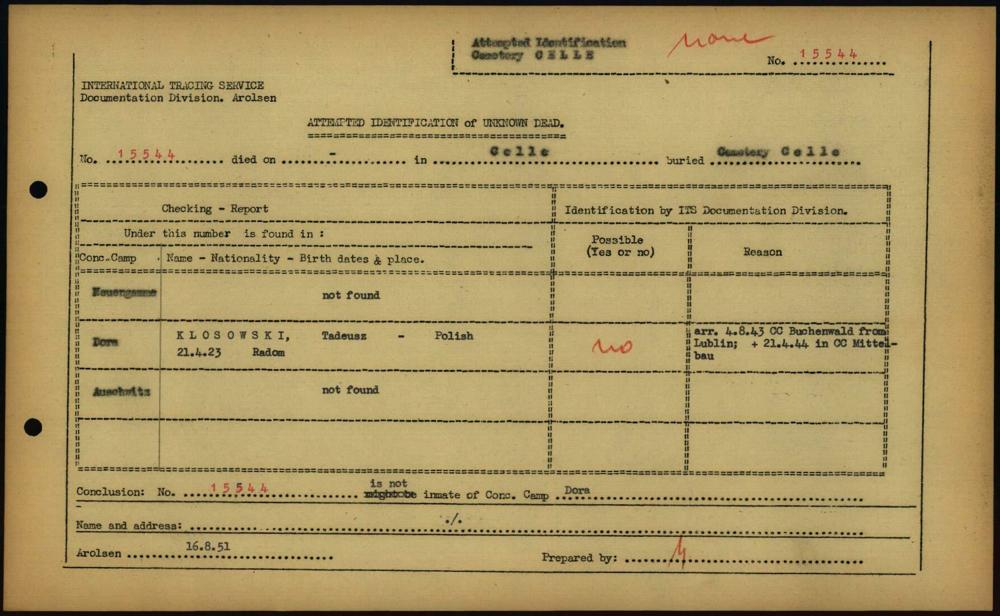 Attempted Identification
Cemetery CELLE
none
No. 15544
INTERNATIONAL TRACING SERVICE
Documentation Division. Arolsen
ATTEMPTED IDENTIFICATION of UNKNOWN DEAD.
No. 15544 died on - in Celle buried Cemetery Celle
Checking - Report
Identification by ITS Documentation Division.
Under this number is found in :
Possible
(Yes or no)
Reason
Conc.Camp
Name - Nationality - Birth dates & place.
Neuengamme
not found
Dora
KLOSOWSKI, Tadeusz - Polish
21.4.23 Radom
no
arr. 4.8.43 CC Buchenwald from
Lublin; + 21.4.44 in CC Mittel-
bau
Auschwitz
not found
is not
Conclusion: No. 15544 inmate of Conc. Camp Dora
Name and address: ./.
Arolsen 16.8.51
Prepared by: